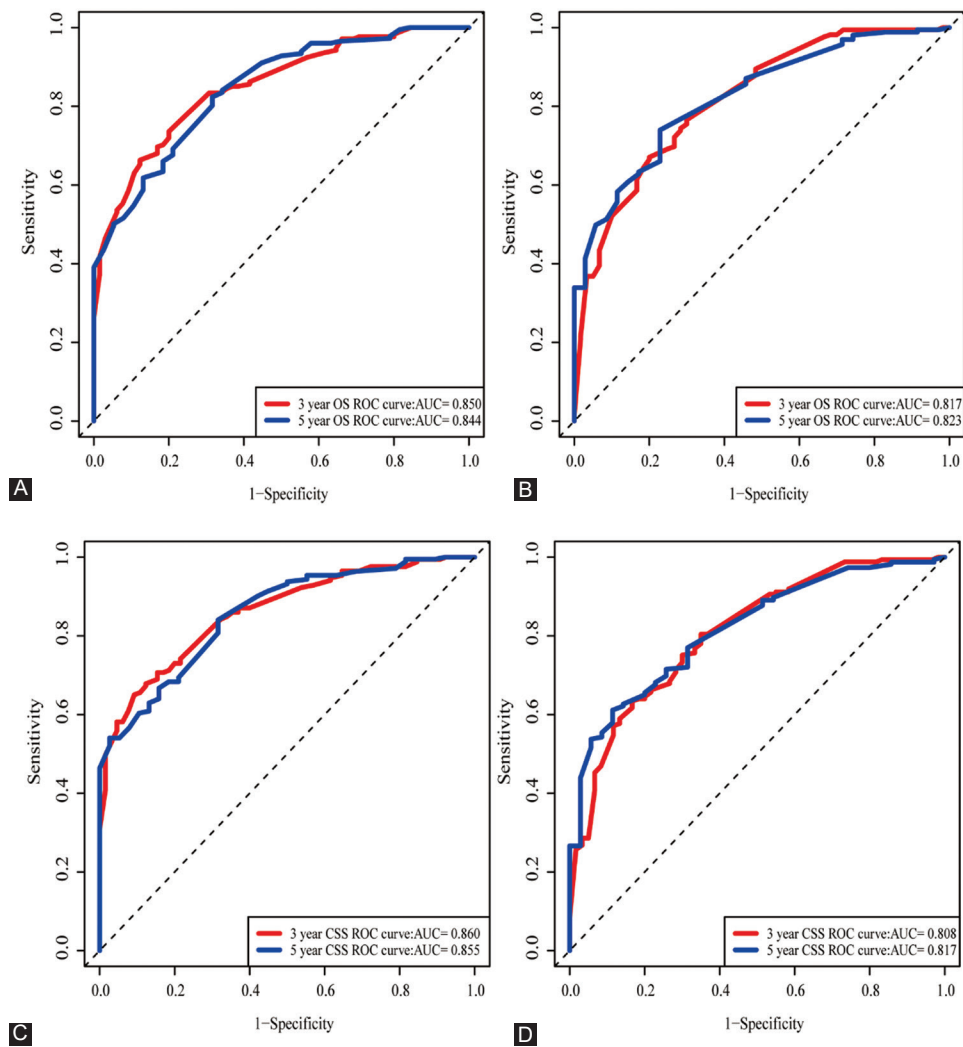 1.0
0.8
0.6
0.4
0.2
0.0
Sensitivity
3 year OS ROC curve:AUC= 0.850
5 year OS ROC curve:AUC= 0.844
0.0 0.2 0.4 0.6 0.8 1.0
1−Specificity
A
1.0
0.8
0.6
0.4
0.2
0.0
Sensitivity
3 year OS ROC curve:AUC= 0.817
5 year OS ROC curve:AUC= 0.823
0.0 0.2 0.4 0.6 0.8 1.0
1−Specificity
B
1.0
0.8
0.6
0.4
0.2
0.0
Sensitivity
3 year CSS ROC curve:AUC= 0.860
5 year CSS ROC curve:AUC= 0.855
0.0 0.2 0.4 0.6 0.8 1.0
1−Specificity
C
1.0
0.8
0.6
0.4
0.2
0.0
Sensitivity
3 year CSS ROC curve:AUC= 0.808
5 year CSS ROC curve:AUC= 0.817
0.0 0.2 0.4 0.6 0.8 1.0
1−Specificity
D